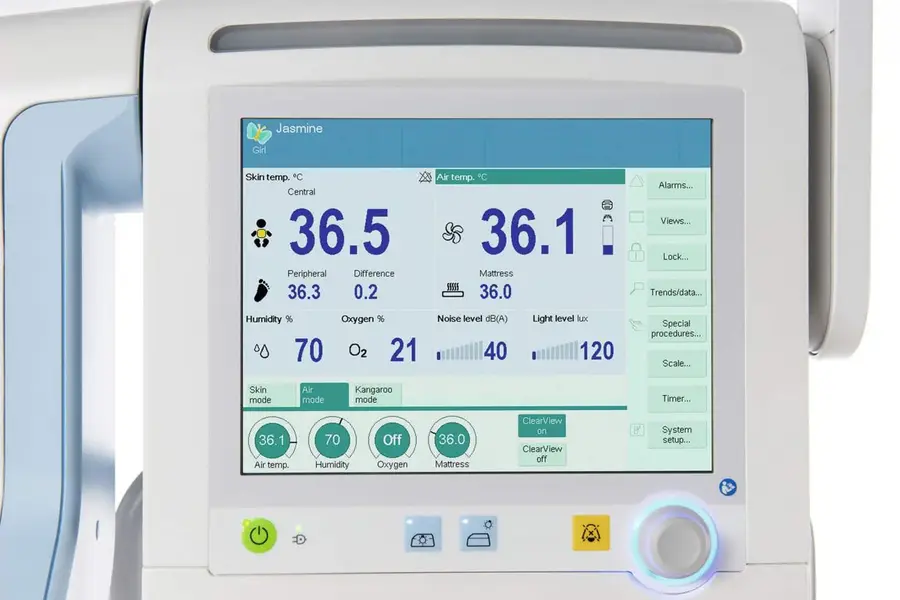 Jasmine
Girl
Skin temp. °C
Air temp. °C
Central
36.5
36.1
Peripheral
Difference
Mattress
36.3
0.2
36.0
Humidity %
Oxygen %
Noise level dB(A)
Light level lux
70
O2
21
40
120
Skin mode
Air mode
Kangaroo mode
36.1
70
Off
36.0
Air temp.
Humidity
Oxygen
Mattress
ClearView
on
ClearView
off
Alarms...
Views...
Lock...
Trends/data...
Special
procedures...
Scale...
Timer...
System
setup...